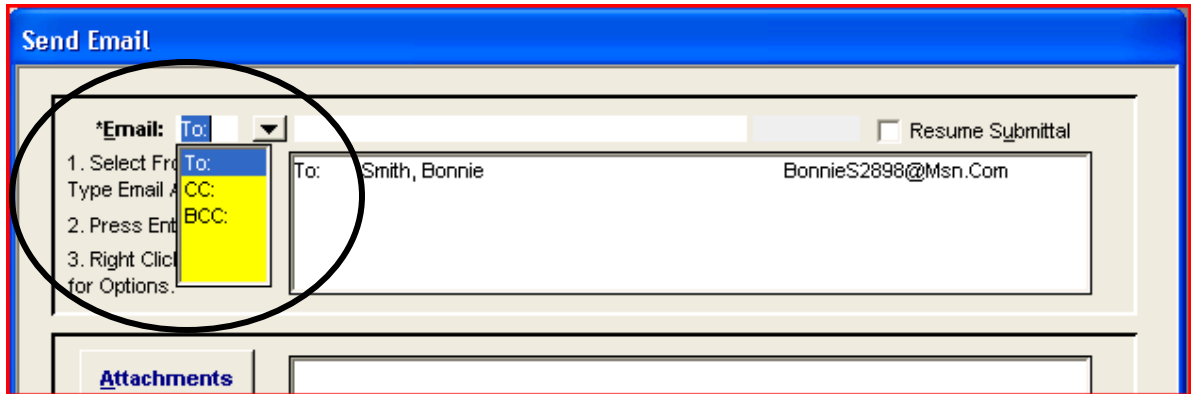 Send Email
*Email: To: Resume Submittal
1. Select Fro
Type Email A
2. Press Ent
3. Right Clic
for Options.
To:
CC:
BCC:
To: Smith, Bonnie BonnieS2898@Msn.Com
Attachments